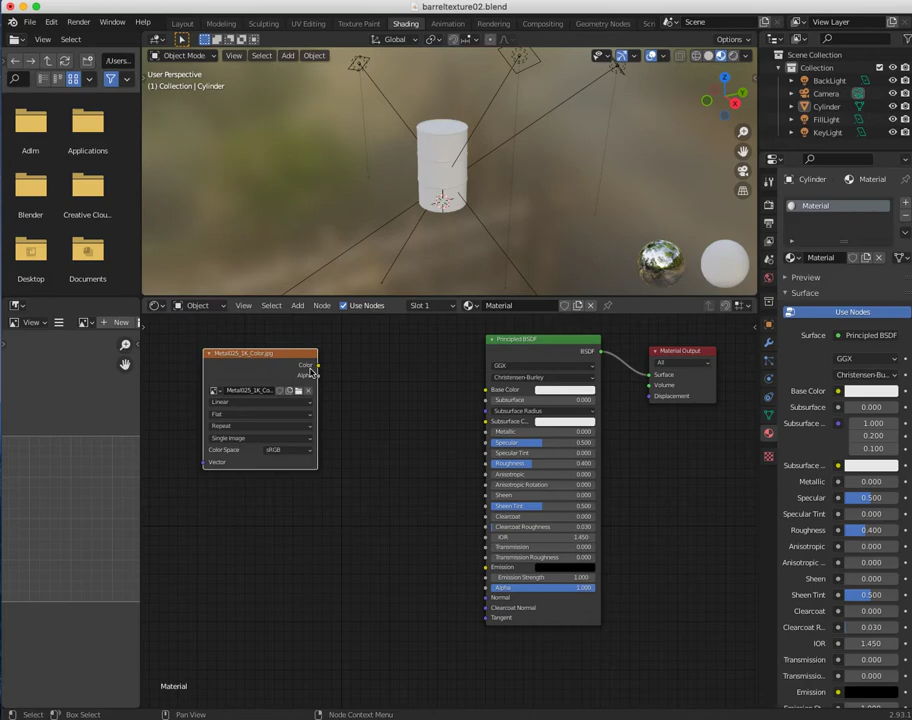 barreltexture02.blend
File Edit Render Window Help Layout Modeling Sculpting UV Editing Texture Paint Shading Animation Rendering Compositing Geometry Nodes Scr Scene View Layer
View Select Object Mode View Select Add Object Global Options
/Users...
User Perspective
(1) Collection | Cylinder
Adlm Applications
Blender Creative Clou...
Desktop Documents
X Y Z
Scene Collection
Collection
BackLight
Camera
Cylinder
FillLight
KeyLight
Cylinder Material
Material
Material
Preview
Surface
Use Nodes
Surface Principled BSDF
GGX
Christensen-Bu...
Base Color
Subsurface 0.000
Subsurface ... 1.000
0.200
0.100
Subsurface ...
Metallic 0.000
Specular 0.500
Specular Tint 0.000
Roughness 0.400
Anisotropic 0.000
Anisotropic ... 0.000
Sheen 0.000
Sheen Tint 0.500
Clearcoat 0.000
Clearcoat R... 0.030
IOR 1.450
Transmission 0.000
Transmissio... 0.000
Emission
View New
Object View Select Add Node Use Nodes Slot 1 Material
Metal025_1K_Color.jpg
Color
Alpha
Metal025_1K_Co...
Linear
Flat
Repeat
Single Image
Color Space sRGB
Vector
Principled BSDF
BSDF
GGX
Christensen-Burley
Base Color
Subsurface 0.000
Subsurface Radius
Subsurface C...
Metallic 0.000
Specular 0.500
Specular Tint 0.000
Roughness 0.400
Anisotropic 0.000
Anisotropic Rotation 0.000
Sheen 0.000
Sheen Tint 0.500
Clearcoat 0.000
Clearcoat Roughness 0.030
IOR 1.450
Transmission 0.000
Transmission Roughness 0.000
Emission
Emission Strength 1.000
Alpha 1.000
Normal
Clearcoat Normal
Tangent
Material Output
All
Surface
Volume
Displacement
Material
Select Box Select Pan View Node Context Menu 2.93.1